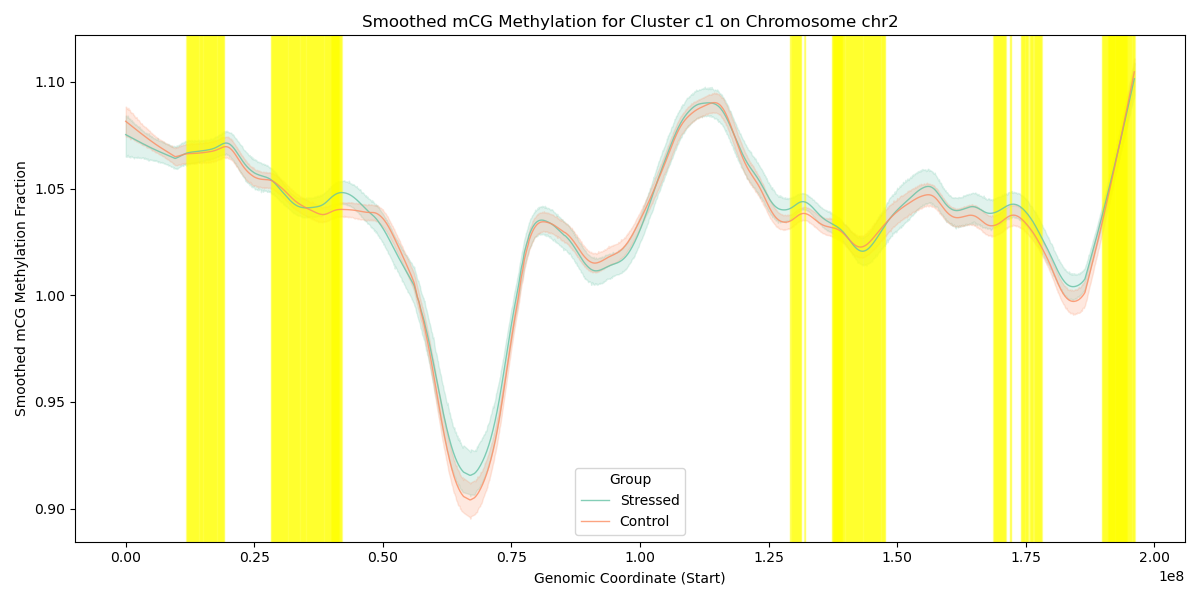 Smoothed mCG Methylation for Cluster c1 on Chromosome chr2
1.10
1.05
1.00
0.95
0.90
Smoothed mCG Methylation Fraction
Group
Stressed
Control
0.00 0.25 0.50 0.75 1.00 1.25 1.50 1.75 2.00
1e8
Genomic Coordinate (Start)